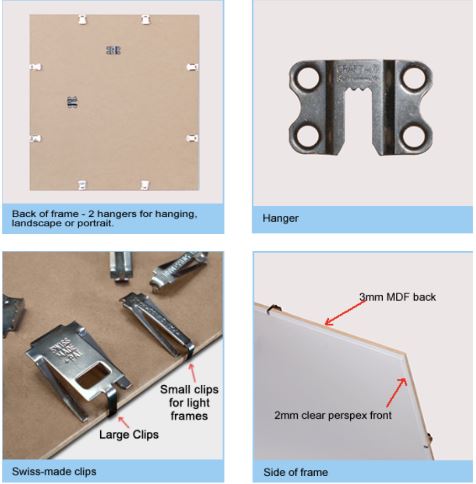 Back of frame - 2 hangers for hanging,
landscape or portrait.
Hanger
SWISS
MADE
PAT
Small clips
for light
frames
Large Clips
Swiss-made clips
3mm MDF back
2mm clear perspex front
Side of frame